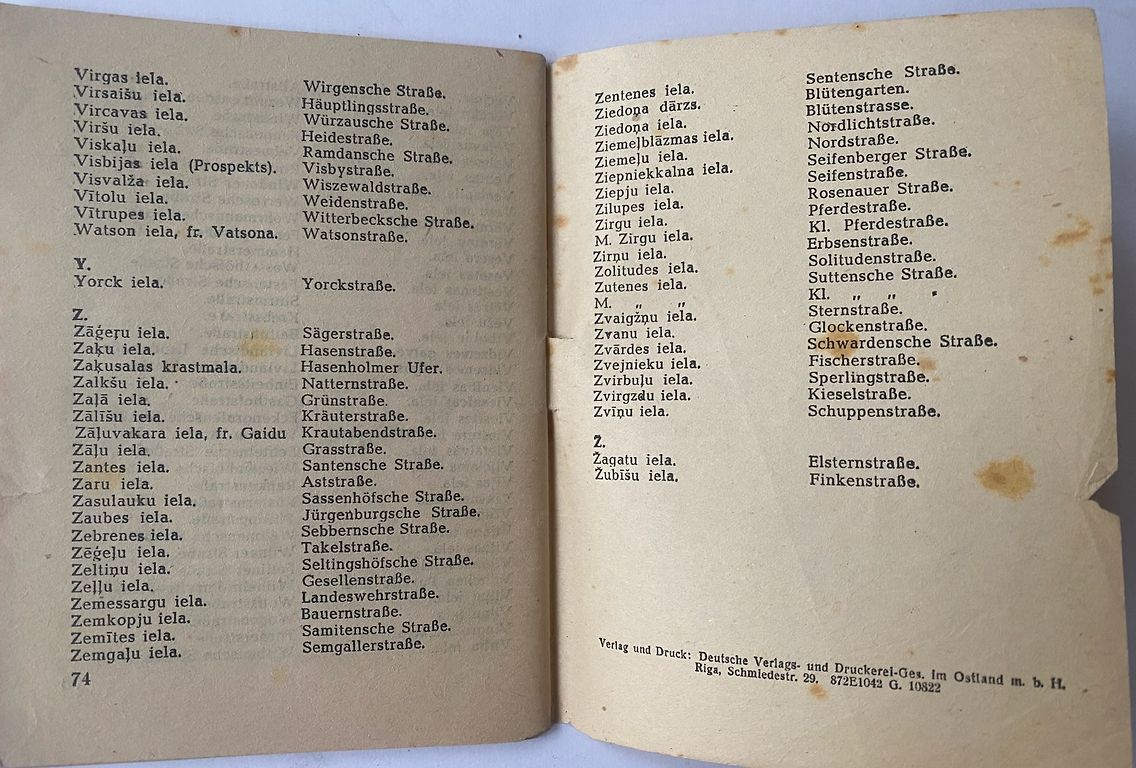 Virgas iela. Wirgensche Straße.
Virsaišu iela. Häuptlingsstraße.
Vircavas iela. Würzausche Straße.
Viršu iela. Heidestraße.
Viskaļu iela. Ramdansche Straße.
Visbijas iela (Prospekts). Visbystraße.
Visvalža iela. Wiszewaldstraße.
Vītolu iela. Weidenstraße.
Vītrupes iela. Witterbecksche Straße.
Watson iela, fr. Vatsona. Watsonstraße.
Y.
Yorck iela. Yorckstraße.
Z.
Zāģeŗu iela. Sägerstraße.
Zaķu iela. Hasenstraße.
Zaķusalas krastmala. Hasenholmer Ufer.
Zalkšu iela. Natternstraße.
Zaļā iela. Grünstraße.
Zālīšu iela. Kräuterstraße.
Zāļuvakara iela, fr. Gaidu Krautabendstraße.
Zāļu iela. Grasstraße.
Zantes iela. Santensche Straße.
Zaru iela. Aststraße.
Zasulauku iela. Sassenhöfsche Straße.
Zaubes iela. Jürgenburgsche Straße.
Zebrenes iela. Sebbernsche Straße.
Zēģeļu iela. Takelstraße.
Zeltiņu iela. Seltingshöfsche Straße.
Zeļļu iela. Gesellenstraße.
Zemessargu iela. Landeswehrstraße.
Zemkopju iela. Bauernstraße.
Zemītes iela. Samitensche Straße.
Zemgaļu iela. Semgallerstraße.
74
Zentenes iela. Sentensche Straße.
Ziedoņa dārzs. Blütengarten.
Ziedoņa iela. Blütenstrasse.
Ziemeļblāzmas iela. Nordlichtstraße.
Ziemeļu iela. Nordstraße.
Ziepniekkalna iela. Seifenberger Straße.
Ziepju iela. Seifenstraße.
Zilupes iela. Rosenauer Straße.
Zirgu iela. Pferdestraße.
M. Zirgu iela. Kl. Pferdestraße.
Zirņu iela. Erbsenstraße.
Zolitudes iela. Solitudenstraße.
Zutenes iela. Suttensche Straße.
M. „ „ Kl. „ „ .
Zvaigžņu iela. Sternstraße.
Zvanu iela. Glockenstraße.
Zvārdes iela. Schwardensche Straße.
Zvejnieku iela. Fischerstraße.
Zvirbuļu iela. Sperlingstraße.
Zvirgzdu iela. Kieselstraße.
Zvīņu iela. Schuppenstraße.
Ž.
Žagatu iela. Elsternstraße.
Žubīšu iela. Finkenstraße.
Verlag und Druck: Deutsche Verlags- und Druckerei-Ges. im Ostland m. b. H.
Riga, Schmiedestr. 29. 872E1042 G. 10822